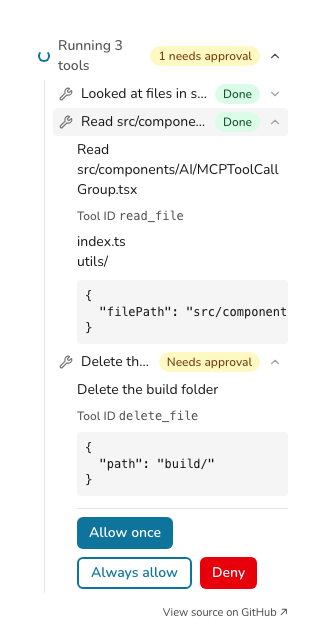 Running 3
tools
1 needs approval
Looked at files in s... Done
Read src/compone... Done
Read
src/components/AI/MCPToolCall
Group.tsx
Tool ID read_file
index.ts
utils/
{
"filePath": "src/component
}
Delete th... Needs approval
Delete the build folder
Tool ID delete_file
{
"path": "build/"
}
Allow once
Always allow Deny
View source on GitHub ↗